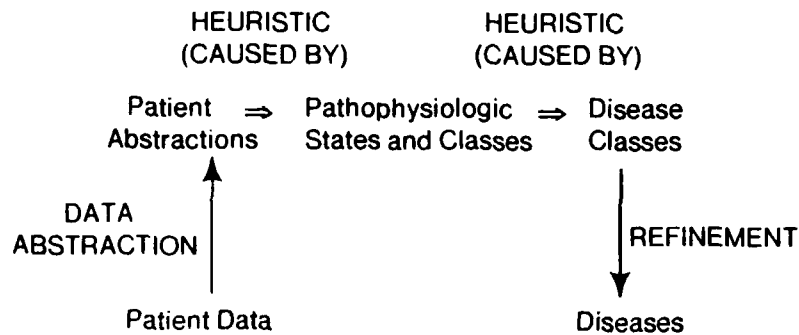 HEURISTIC HEURISTIC
(CAUSED BY) (CAUSED BY)
Patient ⇒ Pathophysiologic ⇒ Disease
Abstractions States and Classes Classes
DATA
ABSTRACTION
REFINEMENT
Patient Data Diseases